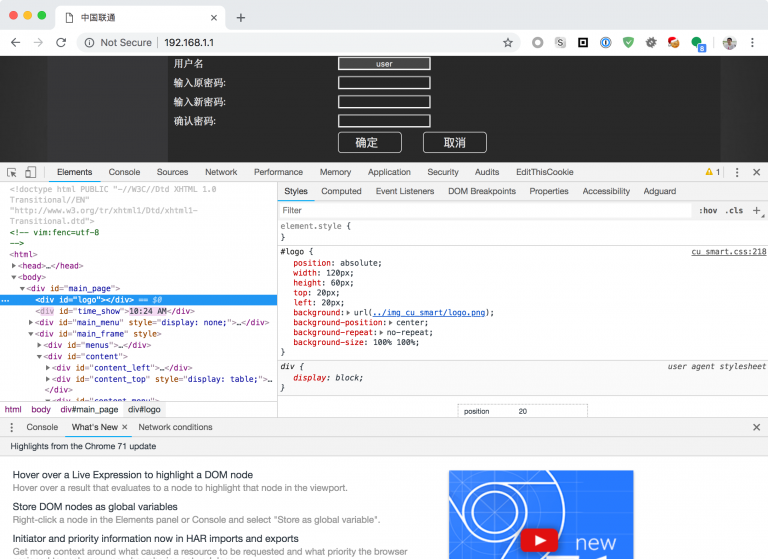 中国联通
Not Secure | 192.168.1.1
8
用户名 user
输入原密码:
输入新密码:
确认密码:
确定 取消
Elements Console Sources Network Performance Memory Application Security Audits EditThisCookie 1
<!doctype html PUBLIC "-//W3C//Dtd XHTML 1.0
Transitional//EN"
"http://www.w3.org/tr/xhtml1/Dtd/xhtml1-
Transitional.dtd">
<!-- vim:fenc=utf-8
-->
<html>
<head>…</head>
<body>
<div id="main_page">
… <div id="logo"></div> == $0
<div id="time_show">10:24 AM</div>
<div id="main_menu" style="display: none;">…</div>
<div id="main_frame" style>
<div id="menus">…</div>
<div id="content">
<div id="content_left">…</div>
<div id="content_top" style="display: table;">…
</div>
<div id="content_menu">
html body div#main_page div#logo
Styles Computed Event Listeners DOM Breakpoints Properties Accessibility Adguard
Filter :hov .cls +
element.style {
}
#logo { cu_smart.css:218
position: absolute;
width: 120px;
height: 60px;
top: 20px;
left: 20px;
background: url(../img_cu_smart/logo.png);
background-position: center;
background-repeat: no-repeat;
background-size: 100% 100%;
}
div { user agent stylesheet
display: block;
}
position 20
Console What's New Network conditions
Highlights from the Chrome 71 update
Hover over a Live Expression to highlight a DOM node
Hover over a result that evaluates to a node to highlight that node in the viewport.
Store DOM nodes as global variables
Right-click a node in the Elements panel or Console and select "Store as global variable".
Initiator and priority information now in HAR imports and exports
Get more context around what caused a resource to be requested and what priority the browser
new